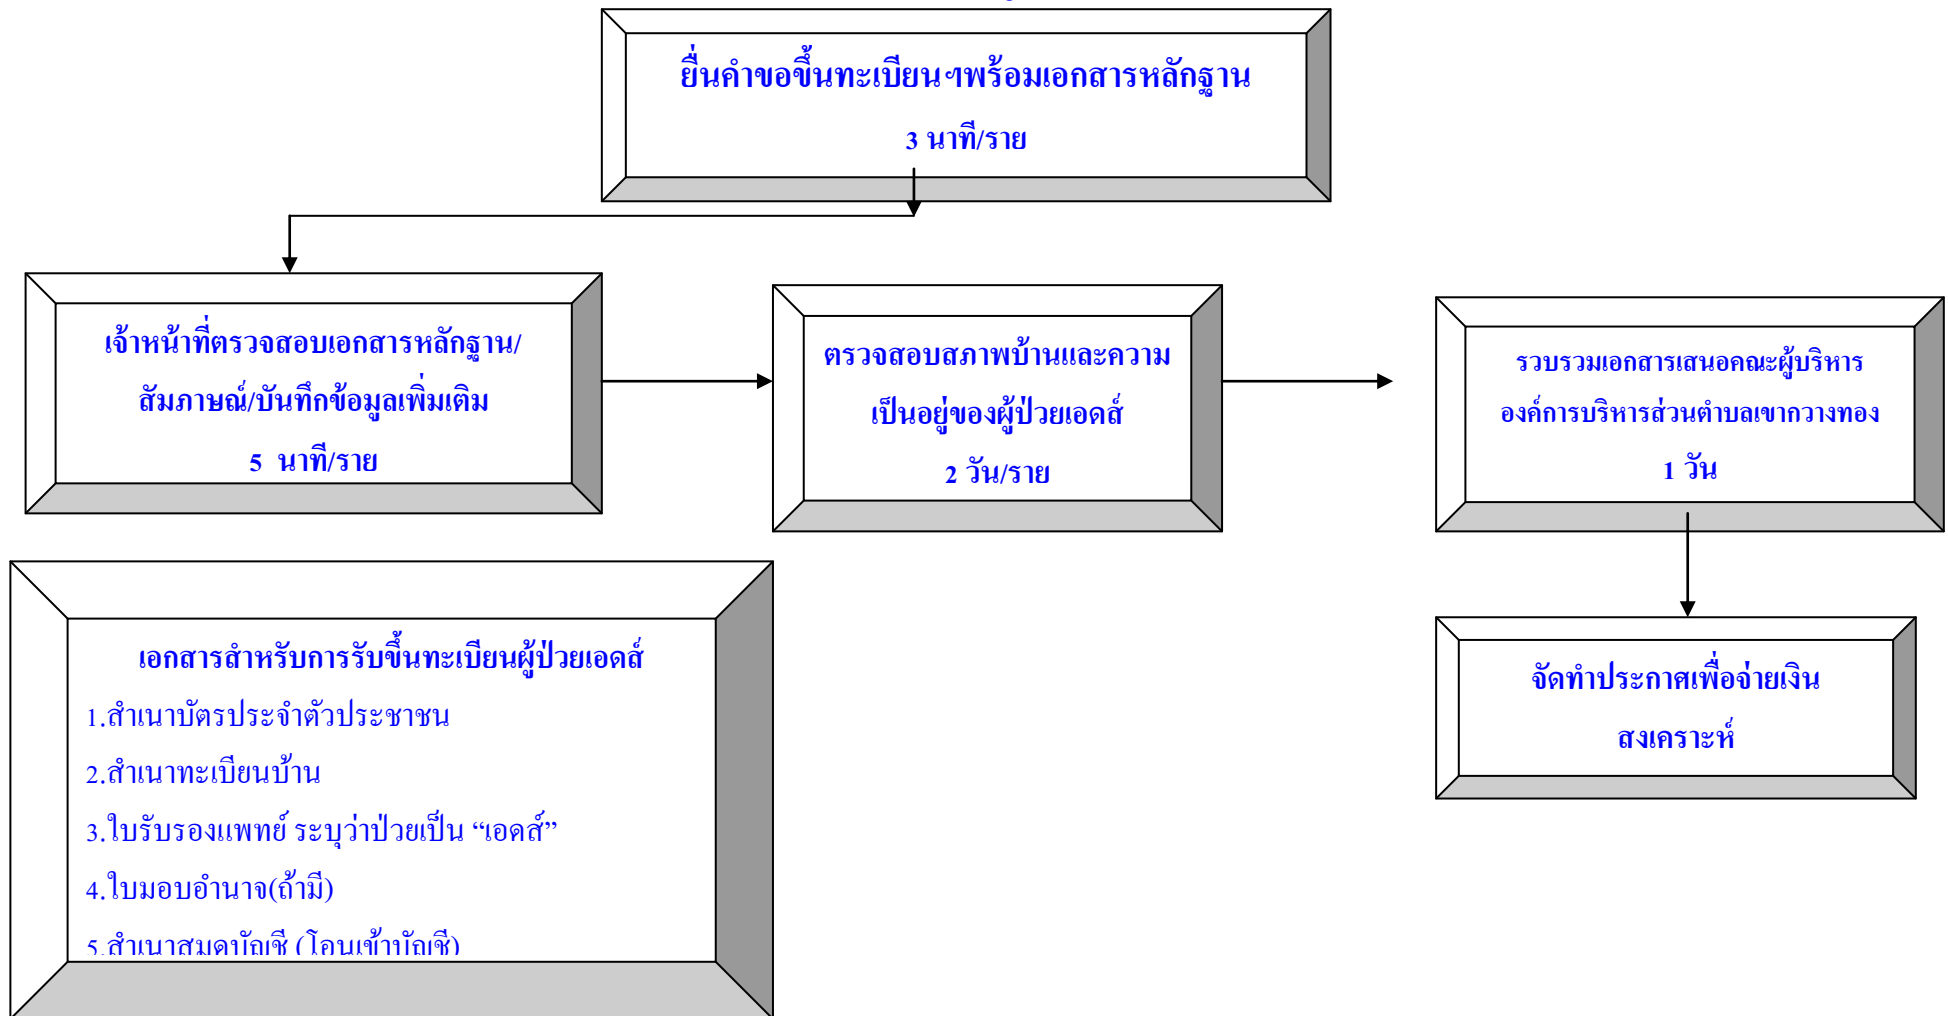 ยื่นคำขอขึ้นทะเบียนฯพร้อมเอกสารหลักฐาน
3 นาที/ราย
เจ้าหน้าที่ตรวจสอบเอกสารหลักฐาน/
สัมภาษณ์/บันทึกข้อมูลเพิ่มเติม
5 นาที/ราย
ตรวจสอบสภาพบ้านและความ
เป็นอยู่ของผู้ป่วยเอดส์
2 วัน/ราย
รวบรวมเอกสารเสนอคณะผู้บริหาร
องค์การบริหารส่วนตำบลเขากวางทอง
1 วัน
จัดทำประกาศเพื่อจ่ายเงิน
สงเคราะห์
เอกสารสำหรับการรับขึ้นทะเบียนผู้ป่วยเอดส์
1.สำเนาบัตรประจำตัวประชาชน
2.สำเนาทะเบียนบ้าน
3.ใบรับรองแพทย์ ระบุว่าป่วยเป็น “เอดส์”
4.ใบมอบอำนาจ(ถ้ามี)
5.สำเนาสมุดบัญชี (โอนเข้าบัญชี)